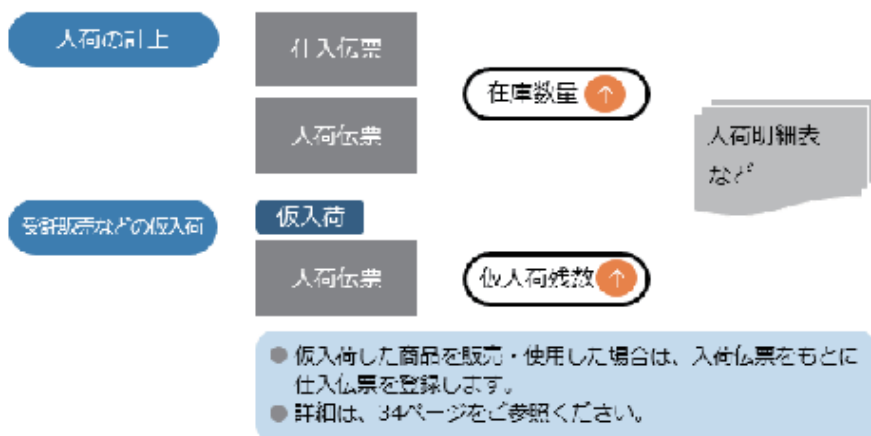 入荷の計上
仕入伝票
在庫数量
入荷伝票
入荷明細表
など
受託販売などの仮入荷
仮入荷
入荷伝票
仮入荷残数
仮入荷した商品を販売・使用した場合は、入荷伝票をもとに
仕入伝票を登録します。
詳細は、34ページをご参照ください。